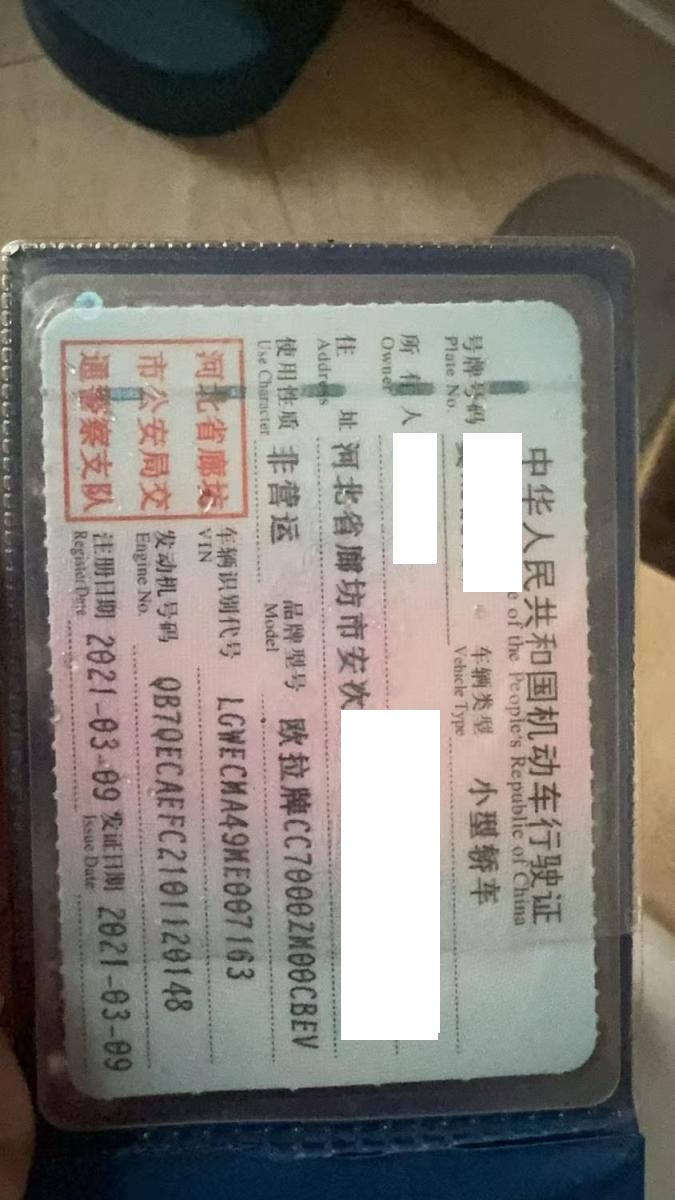 中华人民共和国机动车行驶证
e of the People's Republic of China
号牌号码 车辆类型 小型轿车
Plate No. Vehicle Type
所有人
Owner
住址 河北省廊坊市安次
Address
使用性质 非营运 品牌型号 欧拉牌CC7000ZM00CBEV
Use Character Model
河北省廊坊
市公安局交
通警察支队
车辆识别代号 LGWECMA49ME007163
VIN
发动机号码 QB7QECAEFC2101120148
Engine No.
注册日期 2021-03-09 发证日期 2021-03-09
Register Date Issue Date